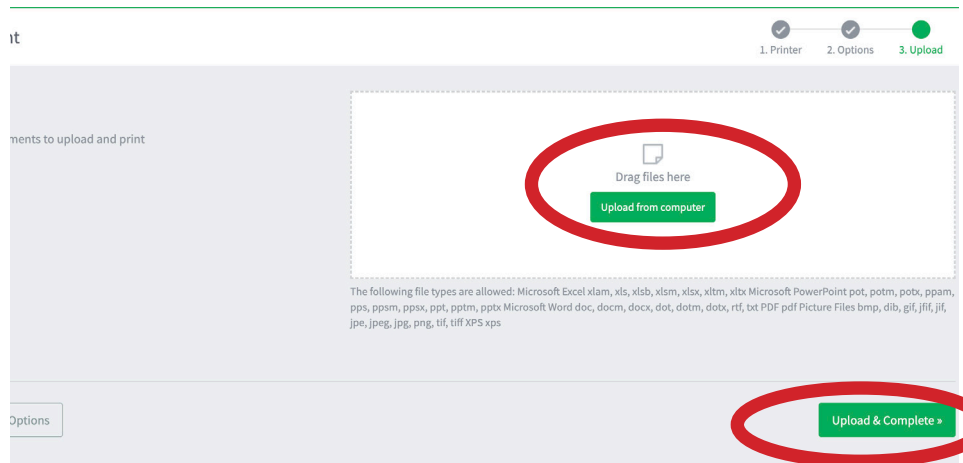 1. Printer
2. Options
3. Upload
to upload and print
Drag files here
Upload from computer
The following file types are allowed: Microsoft Excel xlam, xls, xlsb, xlsm, xlsx, xltm, xltx Microsoft PowerPoint pot, potm, potx, ppam,
pps, ppsm, ppsx, ppt, pptm, pptx Microsoft Word doc, docm, docx, dot, dotm, dotx, rtf, txt PDF pdf Picture Files bmp, dib, gif, jfif, jif,
jpe, jpeg, jpg, png, tif, tiff XPS xps
Options
Upload & Complete »